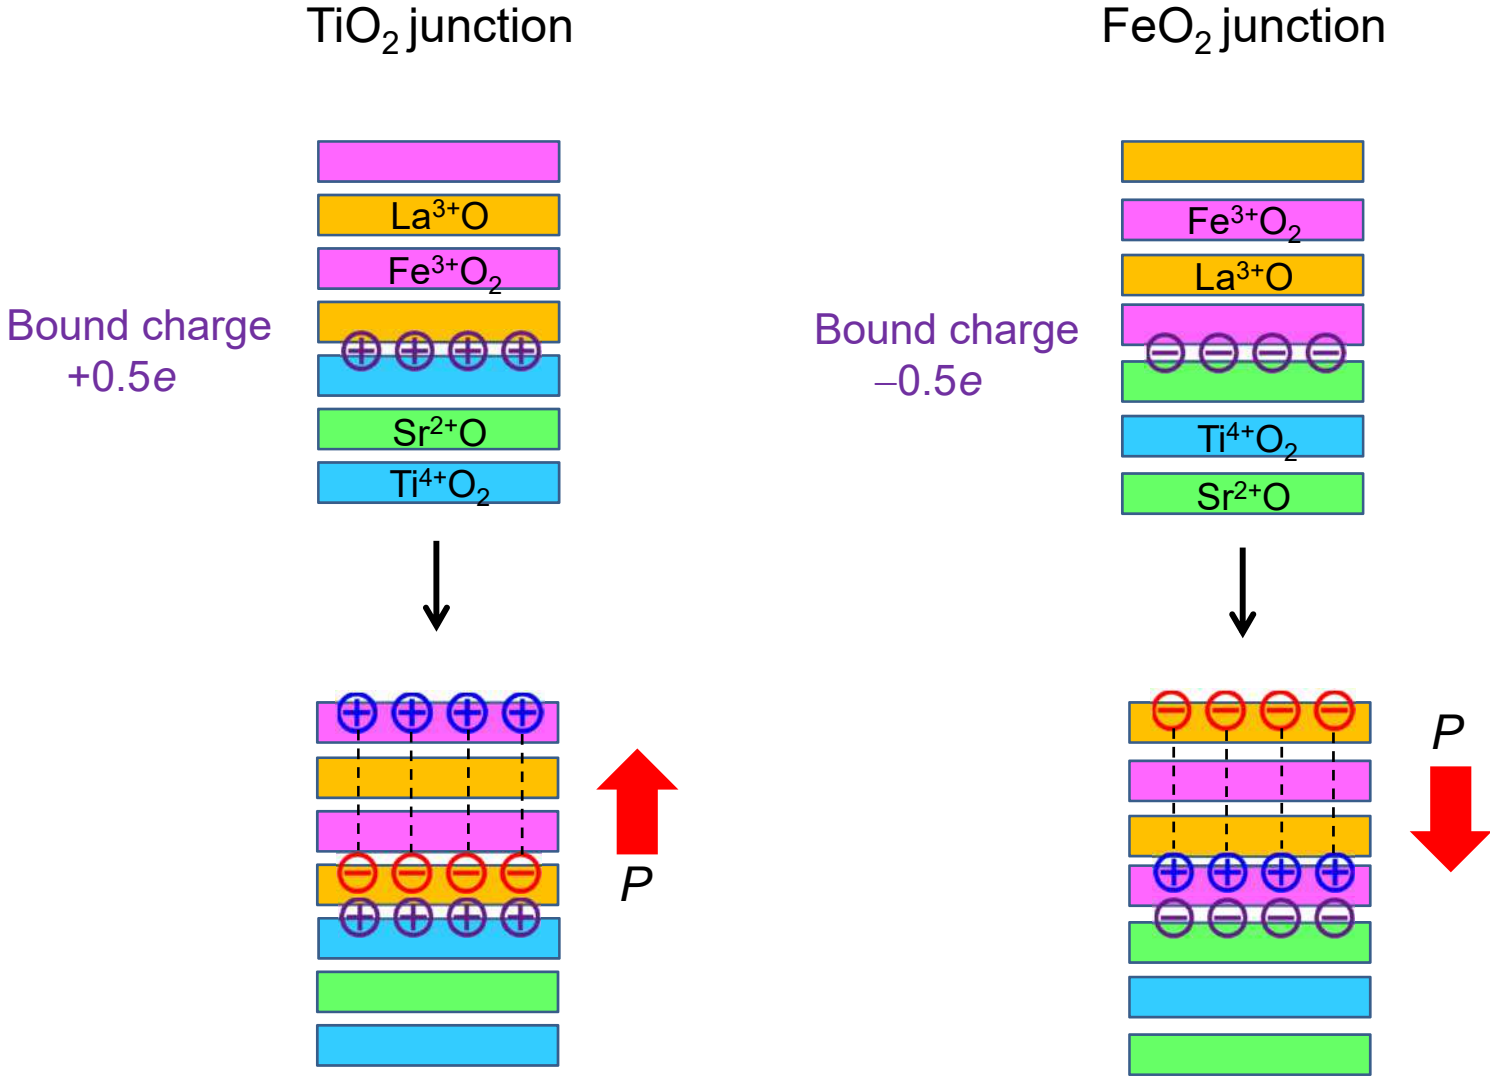 TiO₂ junction
FeO₂ junction
La³⁺O
Fe³⁺O₂
Bound charge
+0.5e
Sr²⁺O
Ti⁴⁺O₂
Fe³⁺O₂
La³⁺O
Bound charge
−0.5e
Ti⁴⁺O₂
Sr²⁺O
P
P